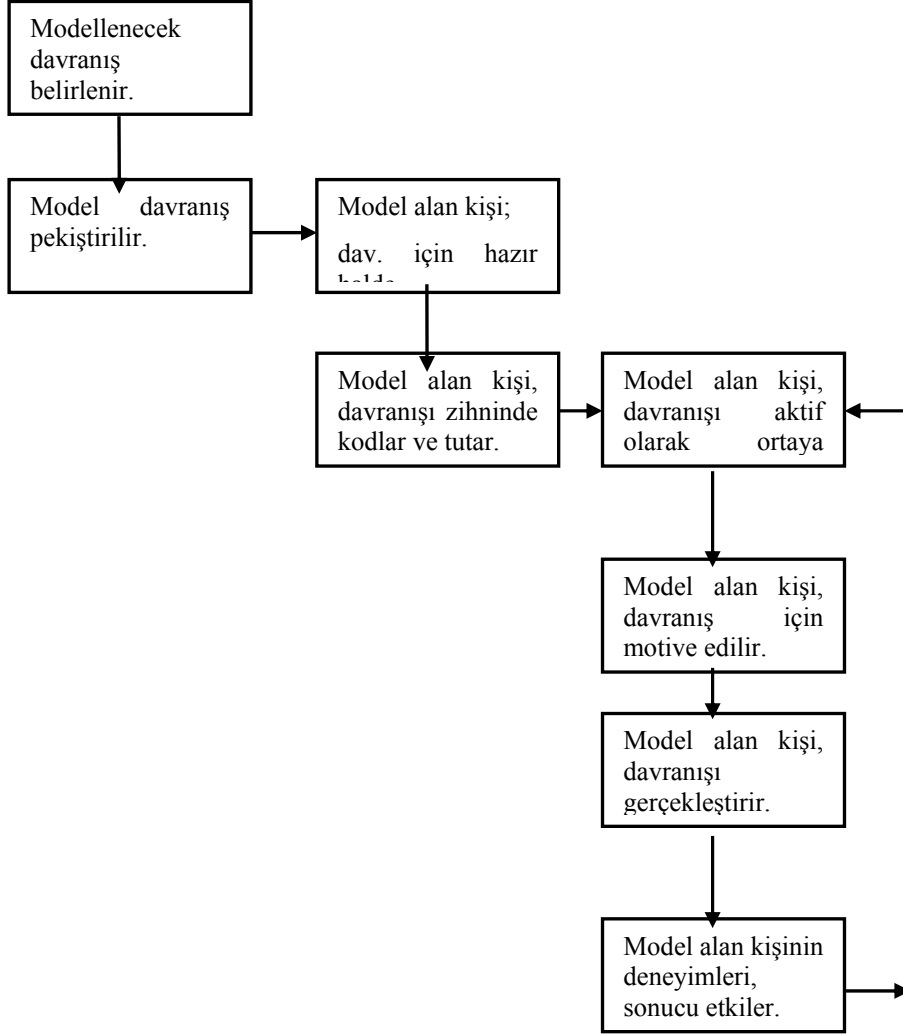 Modellenecek
davranış
belirlenir.
Model davranış
pekiştirilir.
Model alan kişi;
dav. için hazır
Model alan kişi,
davranışı zihninde
kodlar ve tutar.
Model alan kişi,
davranışı aktif
olarak ortaya
Model alan kişi,
davranış için
motive edilir.
Model alan kişi,
davranışı
gerçekleştirir.
Model alan kişinin
deneyimleri,
sonucu etkiler.